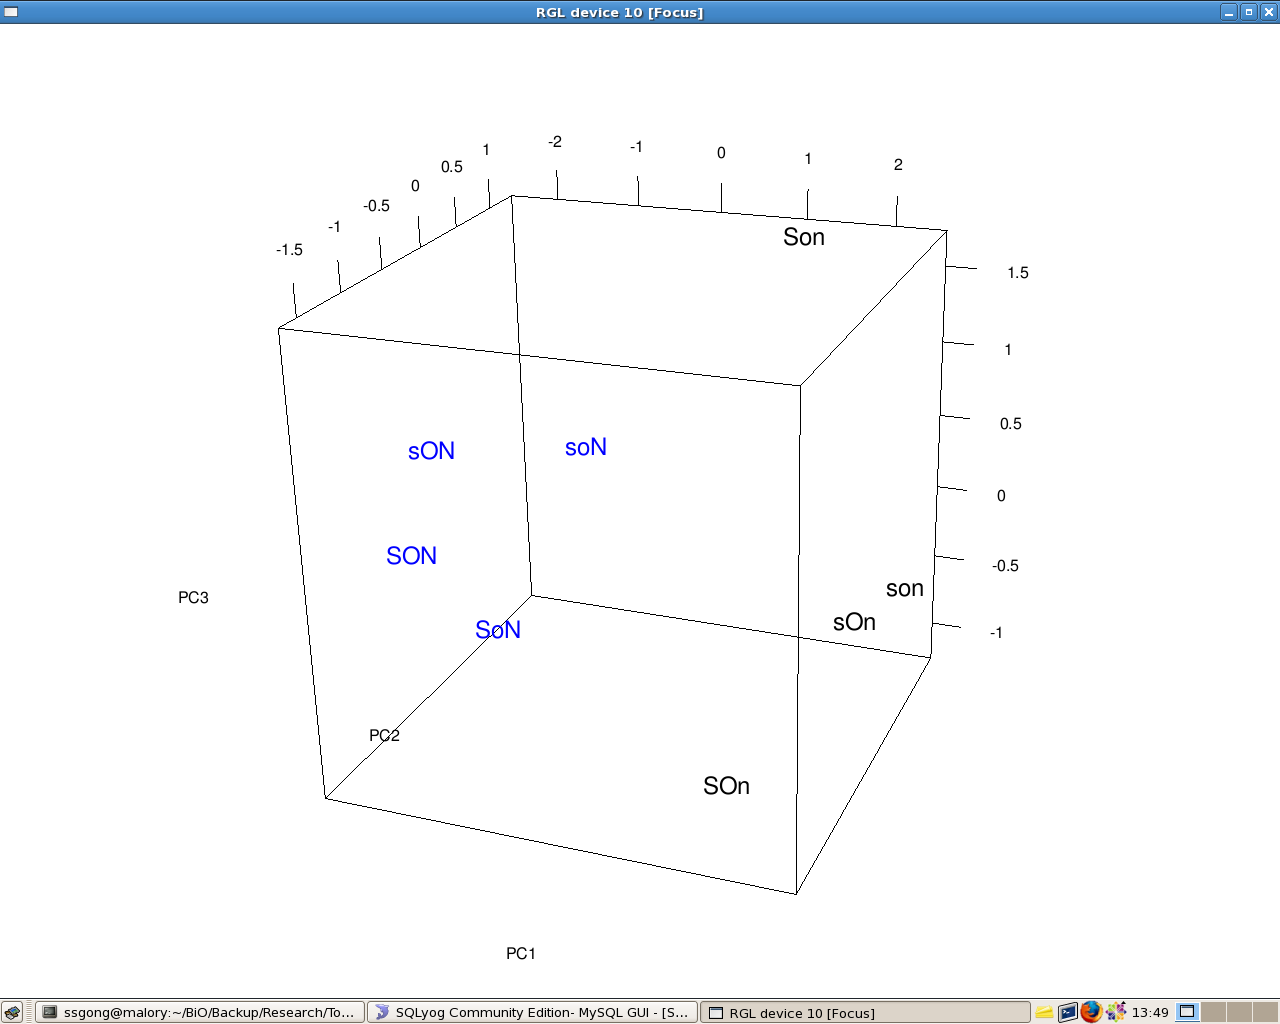 RGL device 10 [Focus]
-2
-1
0
1
2
1
0.5
0
-0.5
-1
-1.5
Son
1.5
1
0.5
0
-0.5
-1
sON
soN
SON
SoN
son
sOn
SOn
PC3
PC2
PC1
ssgong@malory:~/BiO/Backup/Research/To...
SQLyog Community Edition- MySQL GUI - [S...
RGL device 10 [Focus]
13:49